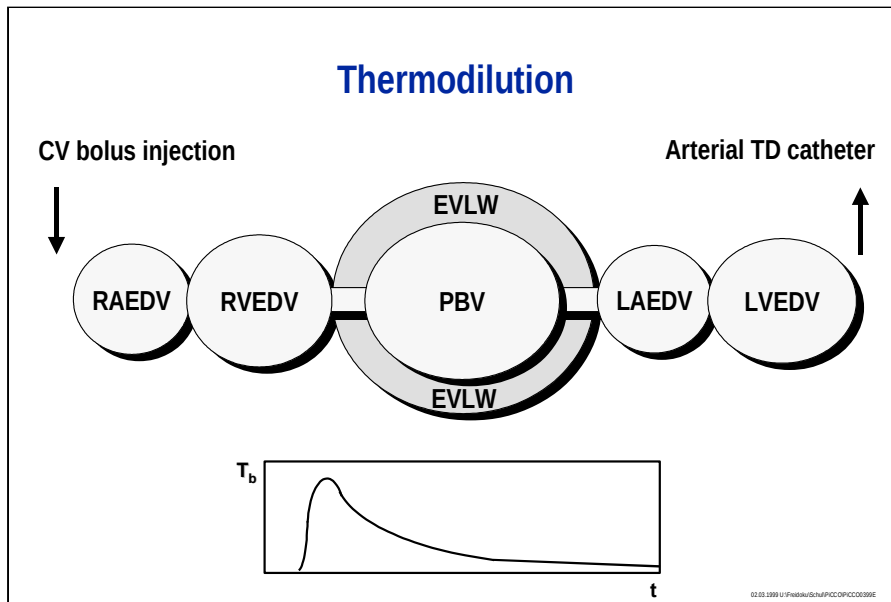 Thermodilution
CV bolus injection
Arterial TD catheter
EVLW
RAEDV
RVEDV
PBV
LAEDV
LVEDV
EVLW
Tb
t
02.03.1999 U:\Freidoku\Schul\PiCCO\PiCCO0399E